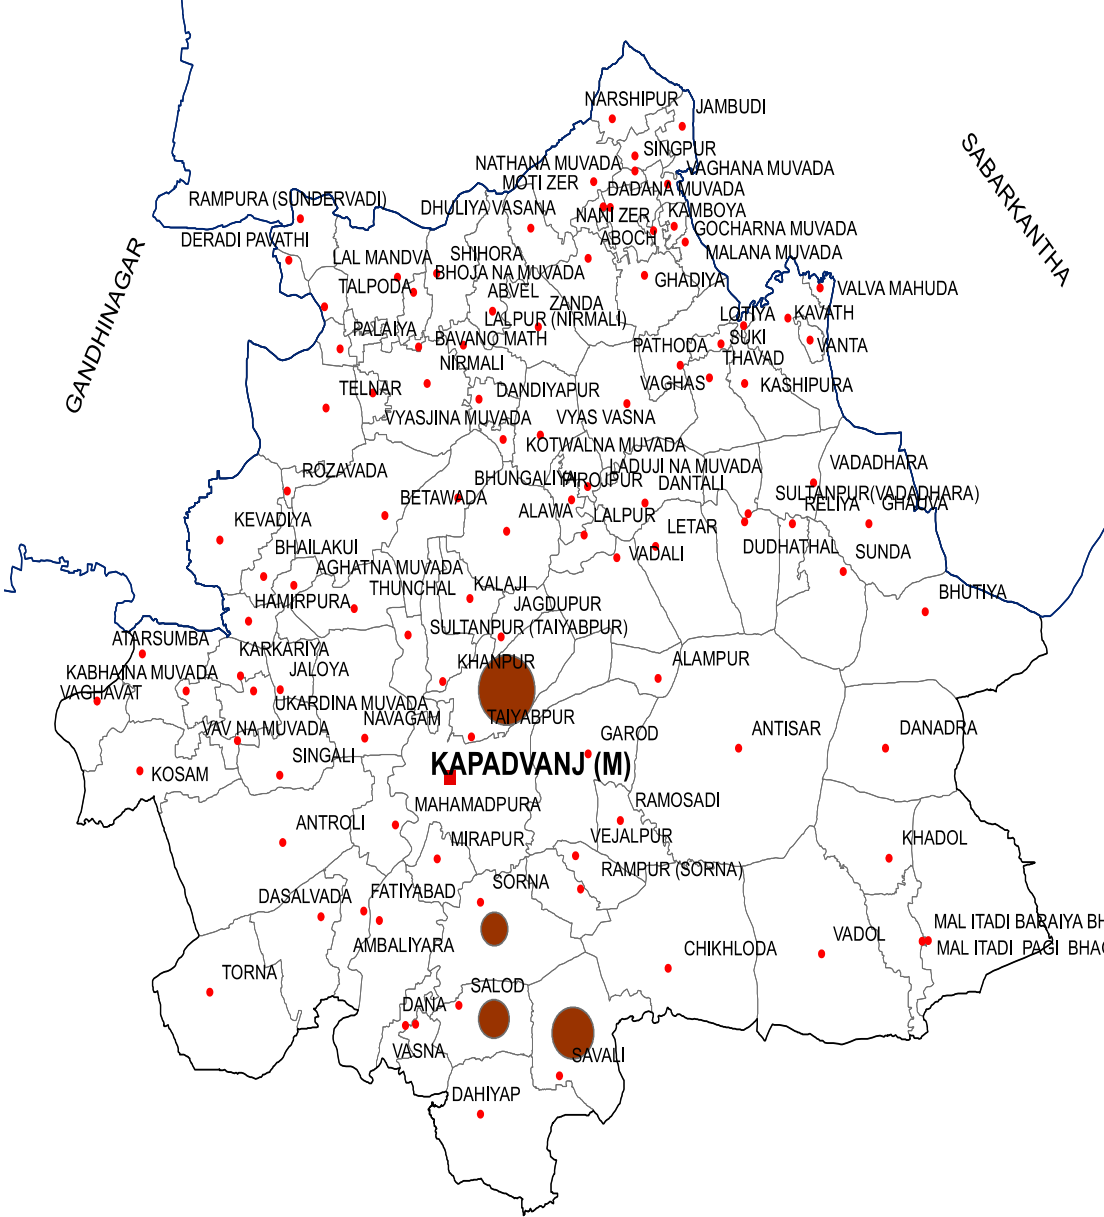 NARSHIPUR
JAMBUDI
SINGPUR
NATHANA MUVADA
VAGHANA MUVADA
MOTI ZER
DADANA MUVADA
RAMPURA (SUNDERVADI)
DHULIYA VASANA
NANI ZER
KAMBOYA
GOCHARNA MUVADA
DERADI PAVATHI
ABOCH
LAL MANDVA
SHIHORA
MALANA MUVADA
BHOJA NA MUVADA
GHADIYA
TALPODA
ABVEL
VALVA MAHUDA
ZANDA
LALPUR (NIRMALI)
LOTIYA
KAVATH
PALAIYA
BAVANO MATH
SUKI
PATHODA
VANTA
NIRMALI
THAVAD
TELNAR
DANDIYAPUR
VAGHAS
KASHIPURA
VYASJINA MUVADA
VYAS VASNA
KOTWALNA MUVADA
ROZAVADA
BHUNGALIYA
PIROJPUR
LADUJI NA MUVADA
VADADHARA
DANTALI
BETAWADA
SULTANPUR(VADADHARA)
RELIYA
GHAUVA
KEVADIYA
ALAWA
LALPUR
LETAR
BHAILAKUI
VADALI
DUDHATHAL
SUNDA
AGHATNA MUVADA
THUNCHAL
KALAJI
BHUTIYA
HAMIRPURA
JAGDUPUR
SULTANPUR (TAIYABPUR)
ATARSUMBA
KARKARIYA
KABHAINA MUVADA
JALOYA
KHANPUR
ALAMPUR
VAGHAVAT
UKARDINA MUVADA
NAVAGAM
TAIYABPUR
VAV NA MUVADA
GAROD
ANTISAR
DANADRA
SINGALI
KOSAM
KAPADVANJ (M)
MAHAMADPURA
RAMOSADI
ANTROLI
MIRAPUR
VEJALPUR
KHADOL
RAMPUR (SORNA)
DASALVADA
FATIYABAD
SORNA
MAL ITADI BARAIYA BH
AMBALIYARA
CHIKHLODA
VADOL
MAL ITADI PAGI BHAG
TORNA
SALOD
DANA
VASNA
SAVALI
DAHIYAP
GANDHINAGAR
SABARKANTHA